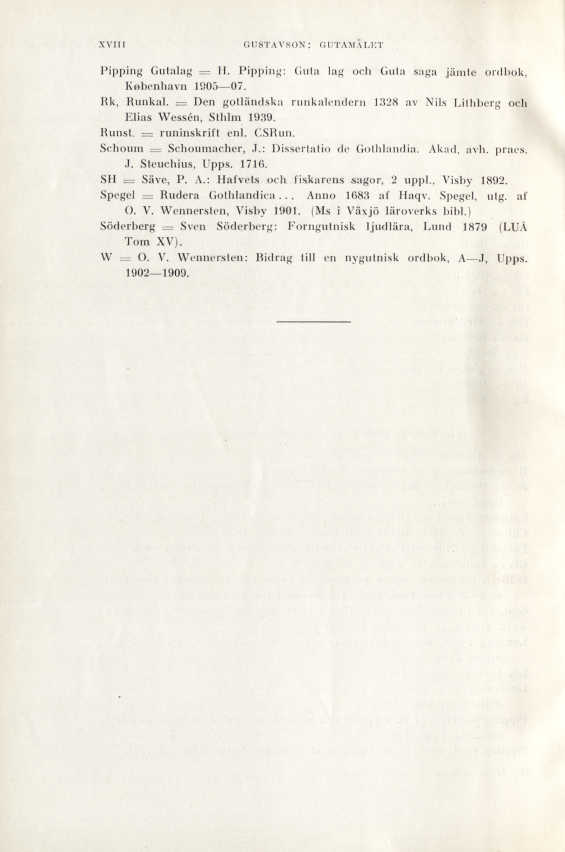 XVIII GUSTAVSON: GUTAMÅLET
Pipping Gutalag = H. Pipping: Guta lag och Guta saga jämte ordbok,
København 1905—07.
Rk, Runkal. = Den gotländska runkalendern 1328 av Nils Lithberg och
Elias Wessén, Sthlm 1939.
Runst. = runinskrift enl. CSRun.
Schoum = Schoumacher, J.: Dissertatio de Gothlandia. Akad. avh. praes.
J. Steuchius, Upps. 1716.
SH = Säve, P. A.: Hafvets och fiskarens sagor, 2 uppl., Visby 1892.
Spegel = Rudera Gothlandica... Anno 1683 af Haqv. Spegel, utg. af
O. V. Wennersten, Visby 1901. (Ms i Växjö läroverks bibl.)
Söderberg = Sven Söderberg: Forngutnisk ljudlära, Lund 1879 (LUÅ
Tom XV).
W = O. V. Wennersten: Bidrag till en nygutnisk ordbok, A—J, Upps.
1902—1909.